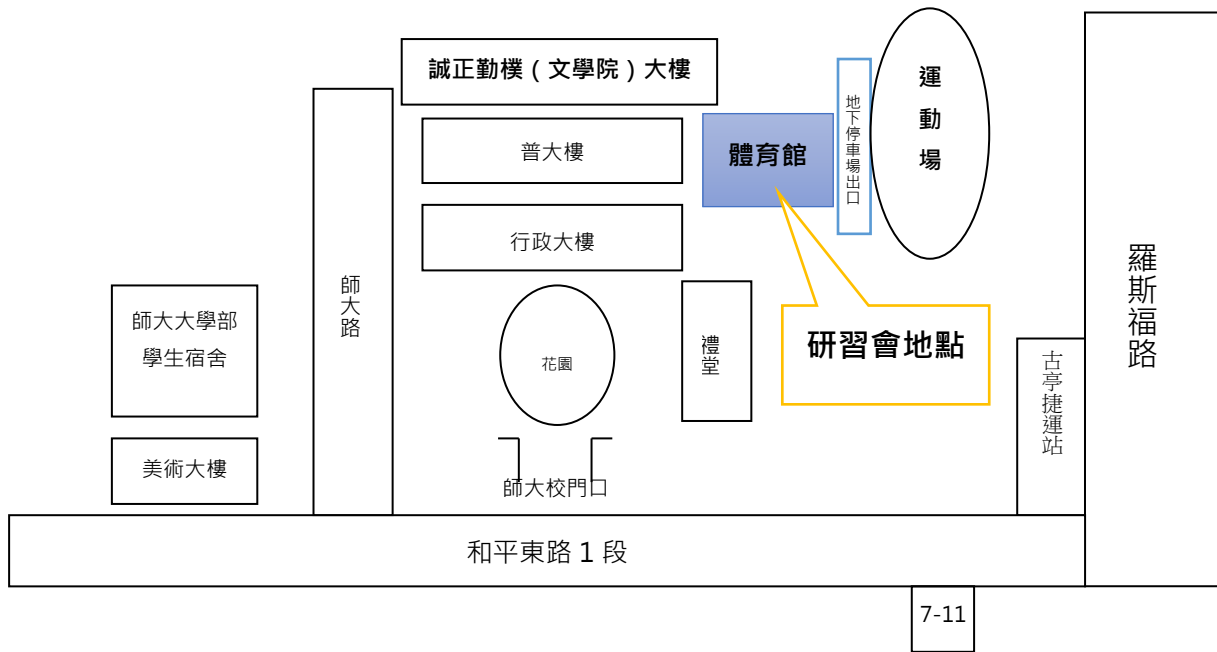 誠正勤樸（文學院）大樓
運動場
地下停車場出口
普大樓
體育館
行政大樓
師大路
羅斯福路
師大大學部
學生宿舍
花園
禮堂
研習會地點
古亭捷運站
美術大樓
師大校門口
和平東路 1 段
7-11